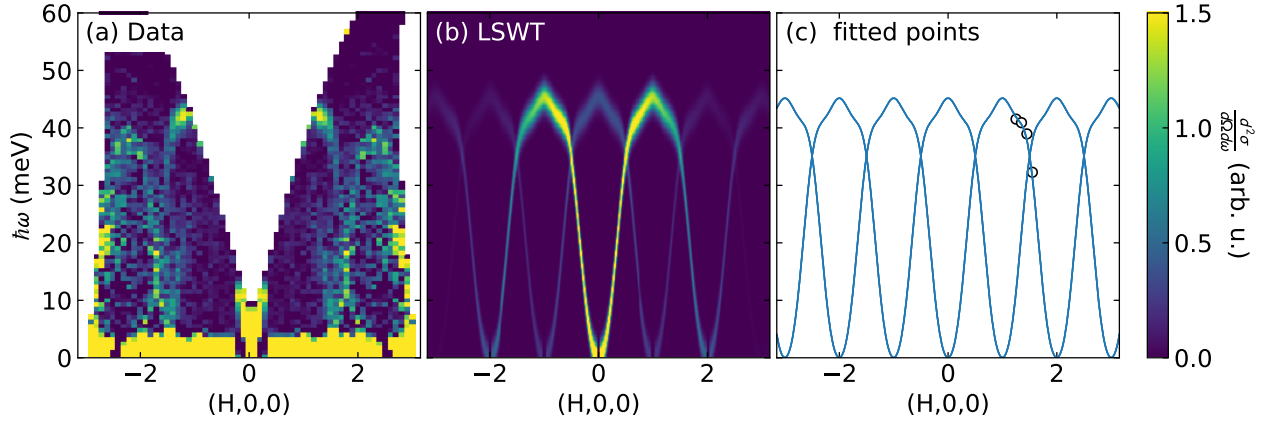 (a) Data
(b) LSWT
(c) fitted points
60
50
40
30
20
10
0
ħω (meV)
−2 0 2
(H,0,0)
−2 0 2
(H,0,0)
−2 0 2
(H,0,0)
1.5
1.0
0.5
0.0
d²σ/dΩdω (arb. u.)